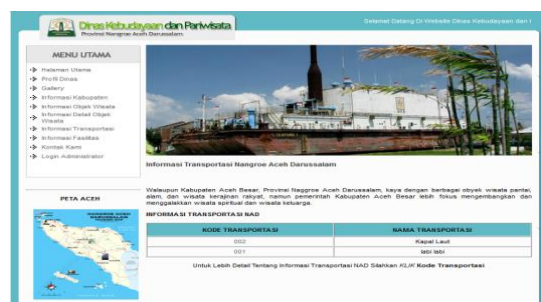 Dinas Kebudayaan dan Pariwisata
Provinsi Nangroe Aceh Darussalam
Selamat Datang Di Website Dinas Kebudayaan dan
MENU UTAMA
Halaman Utama
Profil Dinas
Gallery
Informasi Kabupaten
Informasi Objek Wisata
Informasi Detail Objek
Wisata
Informasi Transportasi
Informasi Fasilitas
Kontak Kami
Login Administrator
PETA ACEH
Informasi Transportasi Nangroe Aceh Darussalam
Walaupun Kabupaten Aceh Besar, Provinsi Naggroe Aceh Darussalam, kaya dengan berbagai obyek wisata pantai,
alam, dan wisata kerajinan rakyat, namun pemerintah Kabupaten Aceh Besar lebih fokus mengembangkan dan
menggalakkan wisata spiritual dan wisata keluarga.
INFORMASI TRANSPORTASI NAD
KODE TRANSPORTASI NAMA TRANSPORTASI
002 Kapal Laut
001 labi labi
Untuk Lebih Detail Tentang Informasi Transportasi NAD Silahkan KLIK Kode Transportasi